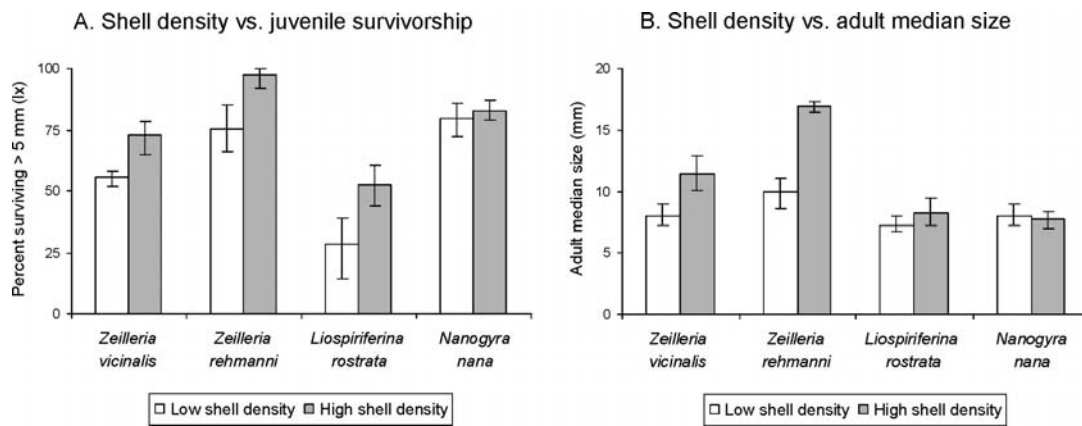 A. Shell density vs. juvenile survivorship
Percent surviving > 5 mm (lx)
100
75
50
25
0
Zeilleria
vicinalis
Zeilleria
rehmanni
Liospiriferina
rostrata
Nanogyra
nana
Low shell density High shell density
B. Shell density vs. adult median size
Adult median size (mm)
20
15
10
5
0
Zeilleria
vicinalis
Zeilleria
rehmanni
Liospiriferina
rostrata
Nanogyra
nana
Low shell density High shell density